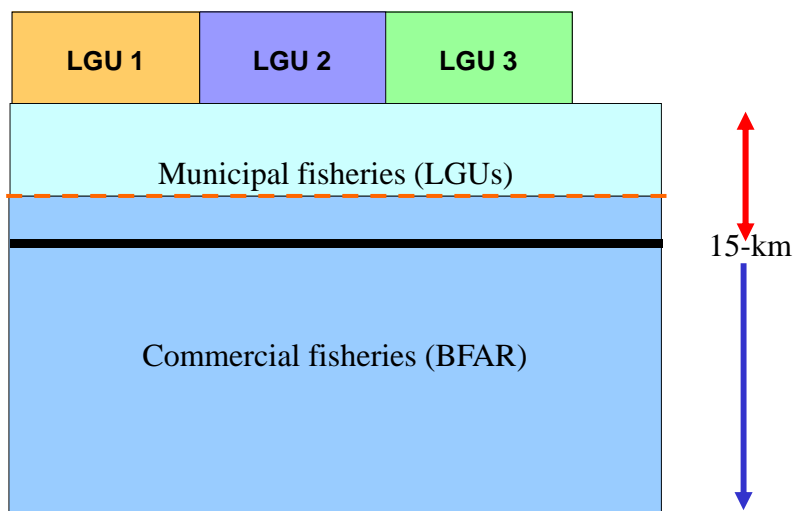 LGU 1
LGU 2
LGU 3
Municipal fisheries (LGUs)
15-km
Commercial fisheries (BFAR)